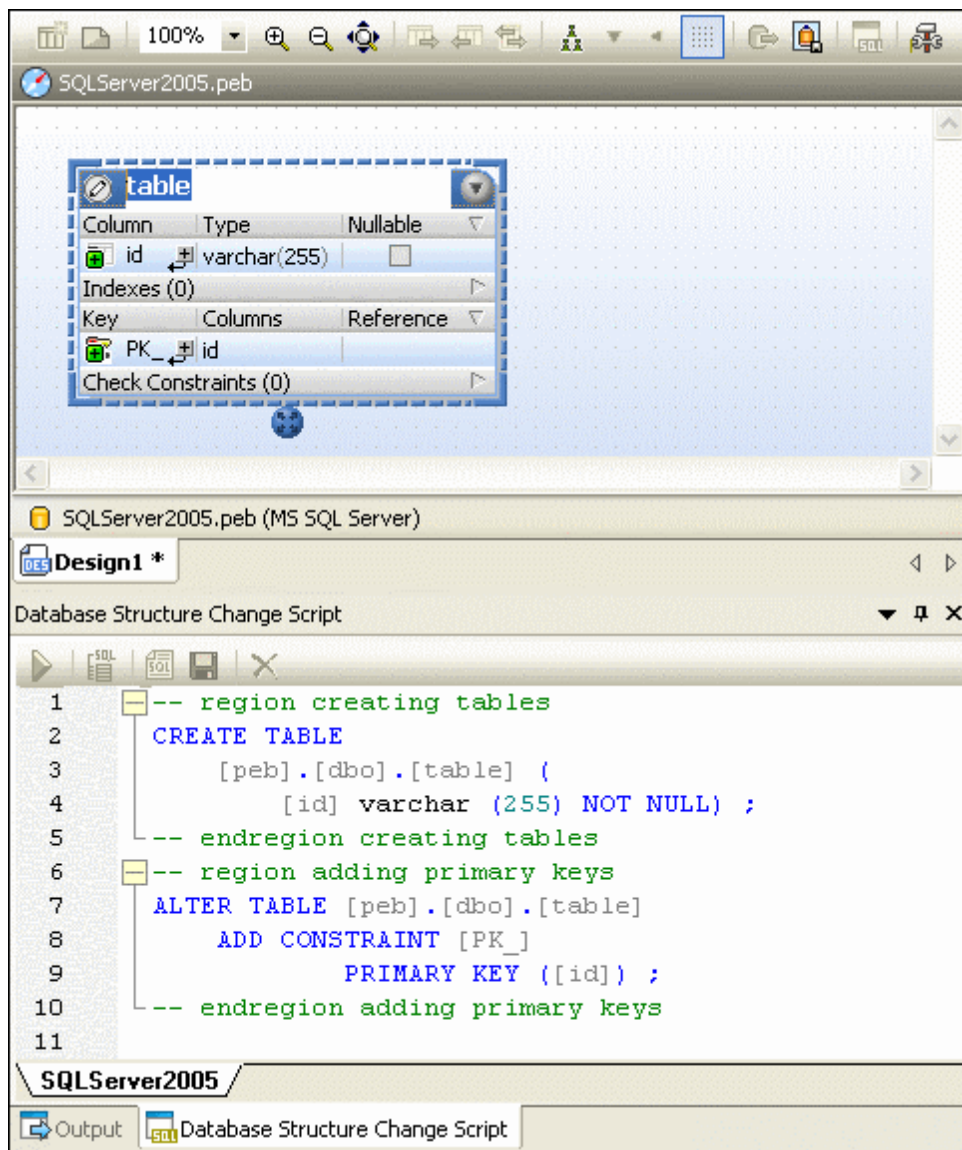 100%
SQLServer2005.peb
table
Column Type Nullable
id varchar(255)
Indexes (0)
Key Columns Reference
PK_ id
Check Constraints (0)
SQLServer2005.peb (MS SQL Server)
DES Design1 *
Database Structure Change Script
SQL SQL
1 -- region creating tables
2 CREATE TABLE
3 [peb].[dbo].[table] (
4 [id] varchar (255) NOT NULL) ;
5 -- endregion creating tables
6 -- region adding primary keys
7 ALTER TABLE [peb].[dbo].[table]
8 ADD CONSTRAINT [PK_]
9 PRIMARY KEY ([id]) ;
10 -- endregion adding primary keys
11
SQLServer2005
Output SQL Database Structure Change Script